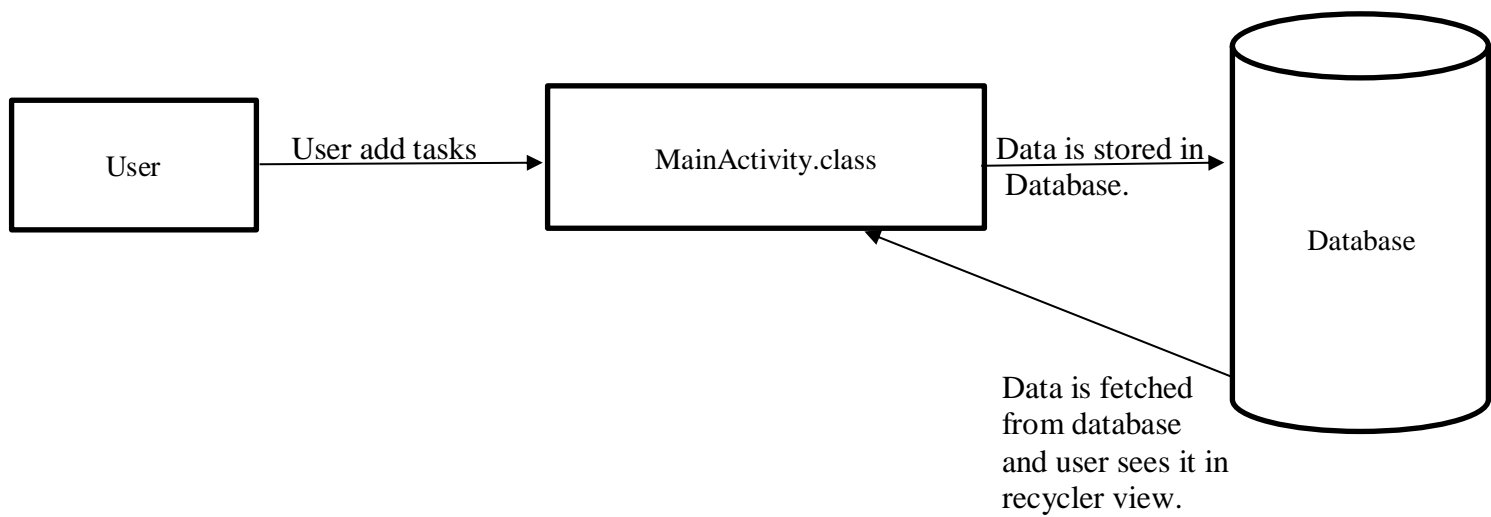 User
User add tasks
MainActivity.class
Data is stored in
Database.
Database
Data is fetched
from database
and user sees it in
recycler view.